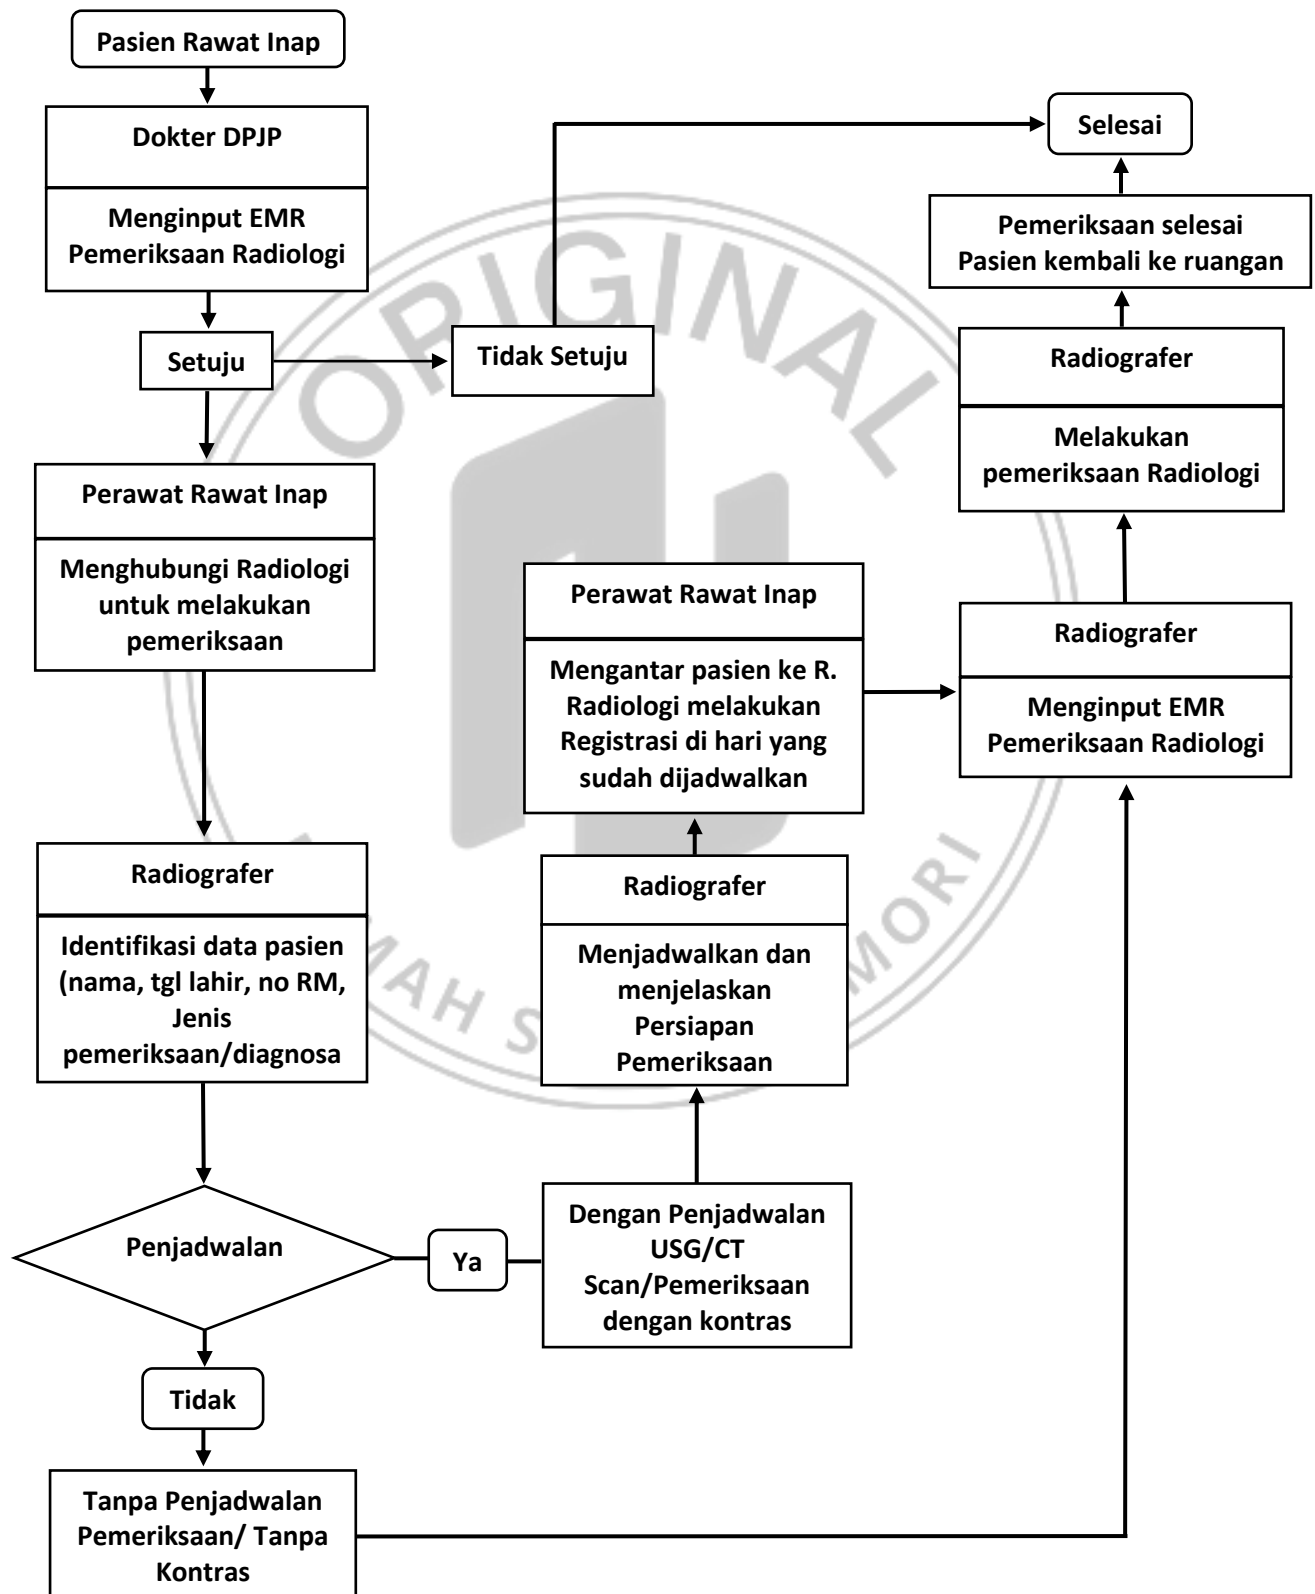 Pasien Rawat Inap
Dokter DPJP
Menginput EMR
Pemeriksaan Radiologi
Setuju
Tidak Setuju
Selesai
Pemeriksaan selesai
Pasien kembali ke ruangan
Radiografer
Melakukan
pemeriksaan Radiologi
Perawat Rawat Inap
Menghubungi Radiologi
untuk melakukan
pemeriksaan
Perawat Rawat Inap
Mengantar pasien ke R.
Radiologi melakukan
Registrasi di hari yang
sudah dijadwalkan
Radiografer
Menginput EMR
Pemeriksaan Radiologi
Radiografer
Identifikasi data pasien
(nama, tgl lahir, no RM,
Jenis
pemeriksaan/diagnosa
Radiografer
Menjadwalkan dan
menjelaskan
Persiapan
Pemeriksaan
Penjadwalan
Ya
Dengan Penjadwalan
USG/CT
Scan/Pemeriksaan
dengan kontras
Tidak
Tanpa Penjadwalan
Pemeriksaan/ Tanpa
Kontras
ORIGINAL